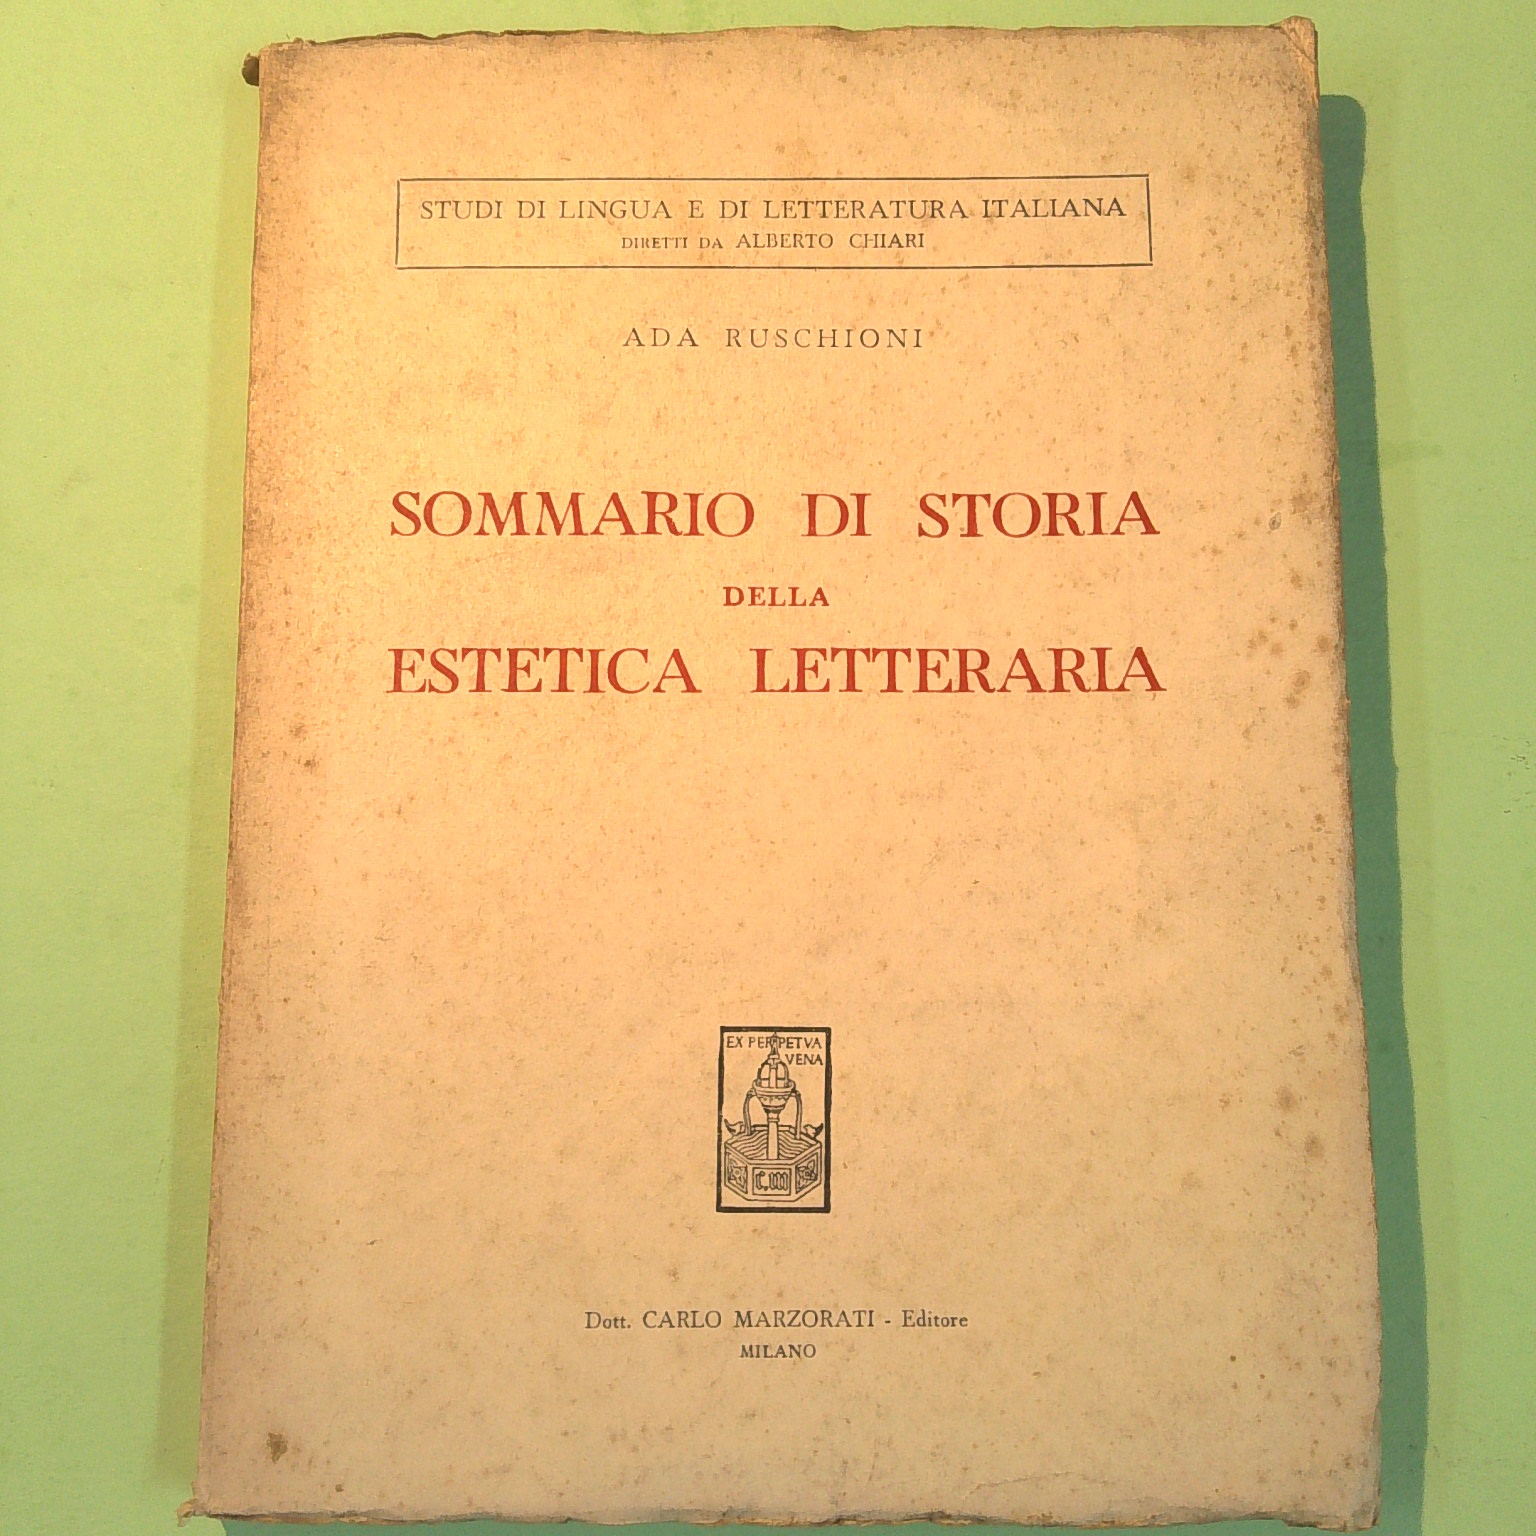 STUDI DI LINGUA E DI LETTERATURA ITALIANA
DIRETTI DA ALBERTO CHIARI
ADA RUSCHIONI
SOMMARIO DI STORIA
DELLA
ESTETICA LETTERARIA
EX PERPETVA
VENA
C.M
Dott. CARLO MARZORATI - Editore
MILANO